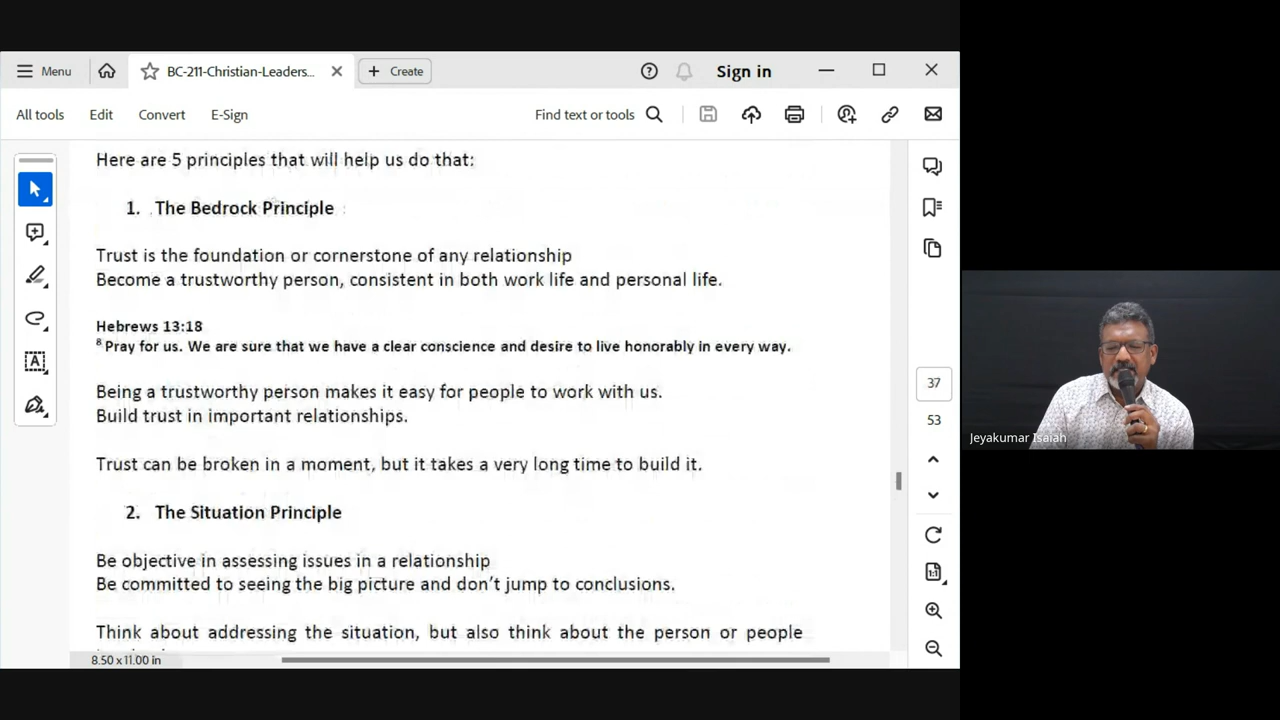 Menu
BC-211-Christian-Leaders...
Create
Sign in
All tools
Edit
Convert
E-Sign
Find text or tools
Here are 5 principles that will help us do that:
1. The Bedrock Principle
Trust is the foundation or cornerstone of any relationship
Become a trustworthy person, consistent in both work life and personal life.
Hebrews 13:18
8 Pray for us. We are sure that we have a clear conscience and desire to live honorably in every way.
Being a trustworthy person makes it easy for people to work with us.
Build trust in important relationships.
Trust can be broken in a moment, but it takes a very long time to build it.
2. The Situation Principle
Be objective in assessing issues in a relationship
Be committed to seeing the big picture and don't jump to conclusions.
Think about addressing the situation, but also think about the person or people
8.50 x 11.00 in
37
53
Jeyakumar Isaiah